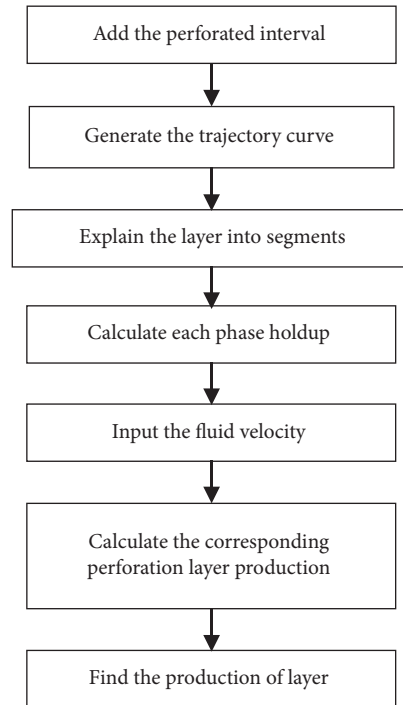 Add the perforated interval
Generate the trajectory curve
Explain the layer into segments
Calculate each phase holdup
Input the fluid velocity
Calculate the corresponding
perforation layer production
Find the production of layer